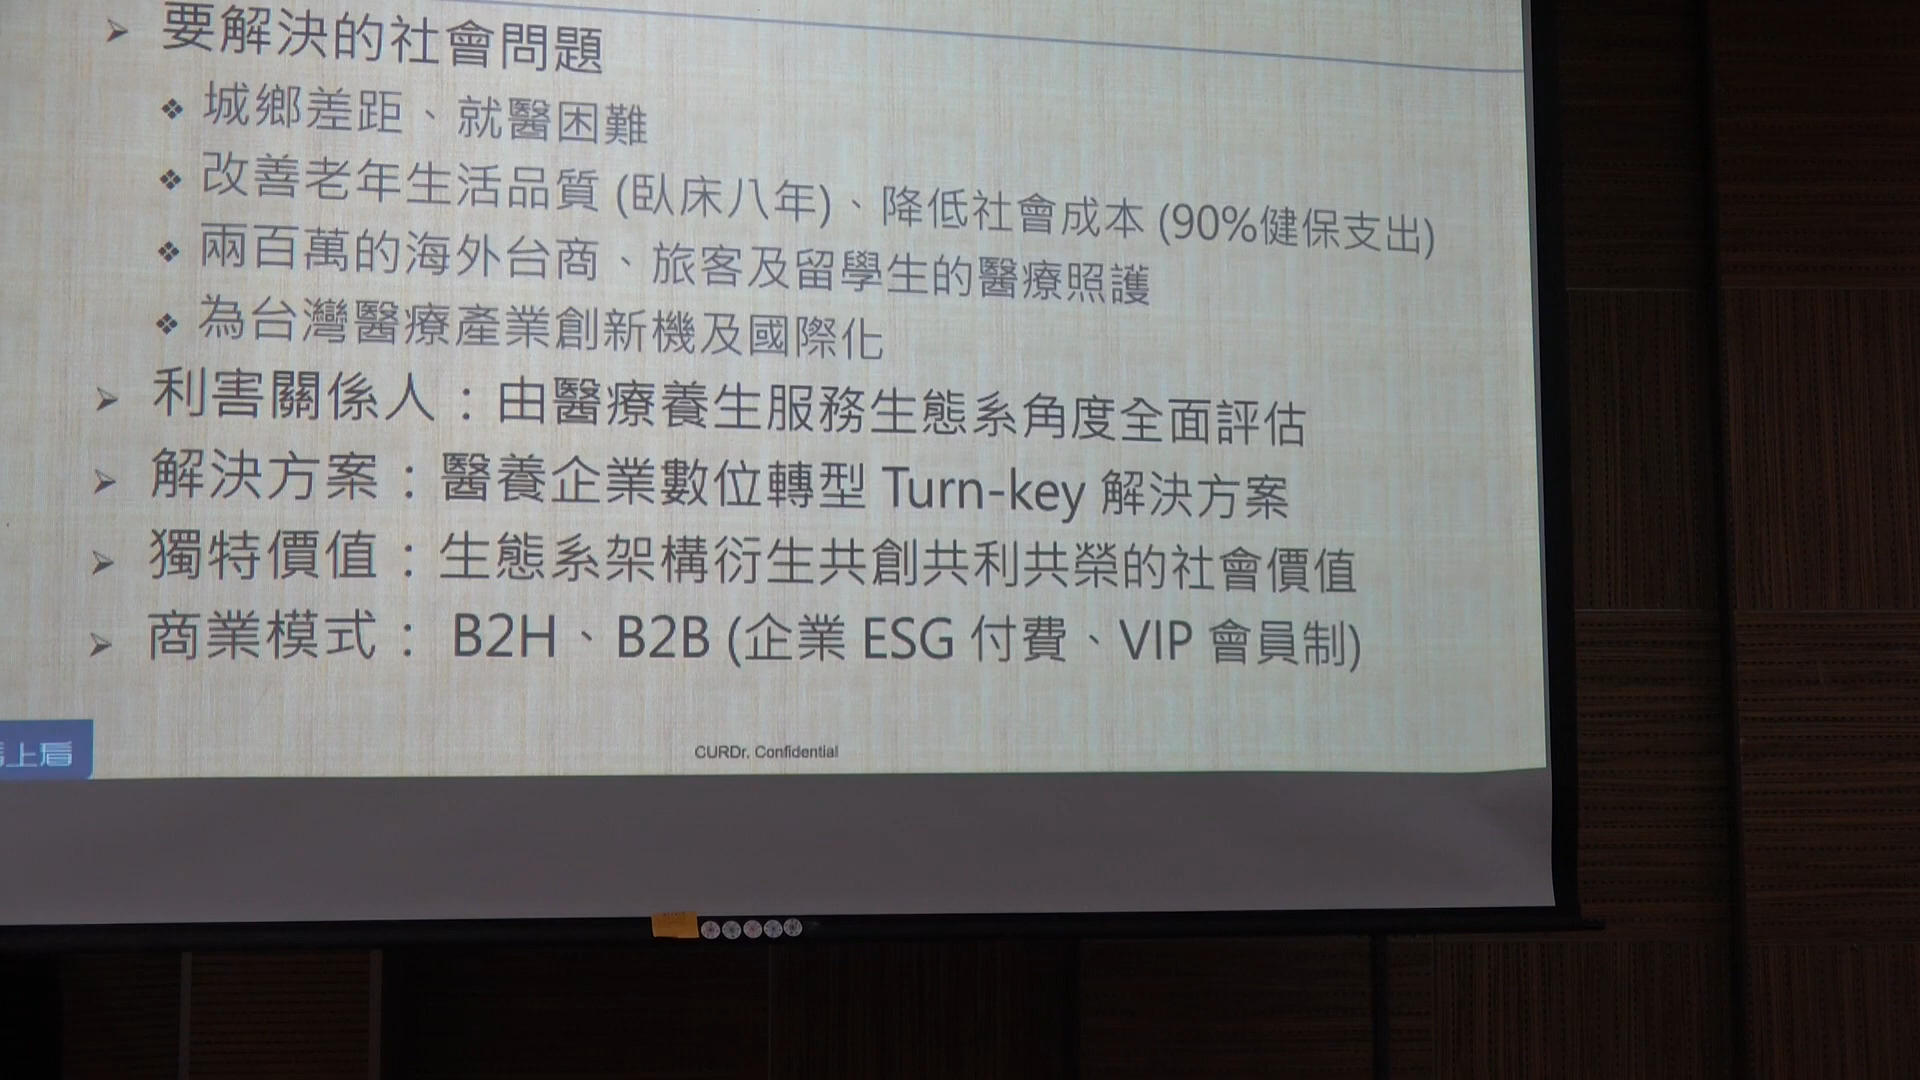 ➢ 要解決的社會問題
❖ 城鄉差距、就醫困難
❖ 改善老年生活品質 (臥床八年)、降低社會成本 (90%健保支出)
❖ 兩百萬的海外台商、旅客及留學生的醫療照護
❖ 為台灣醫療產業創新機及國際化
➢ 利害關係人：由醫療養生服務生態系角度全面評估
➢ 解決方案：醫養企業數位轉型 Turn-key 解決方案
➢ 獨特價值：生態系架構衍生共創共利共榮的社會價值
➢ 商業模式： B2H、B2B (企業 ESG 付費、VIP 會員制)
上看
CURDr. Confidential